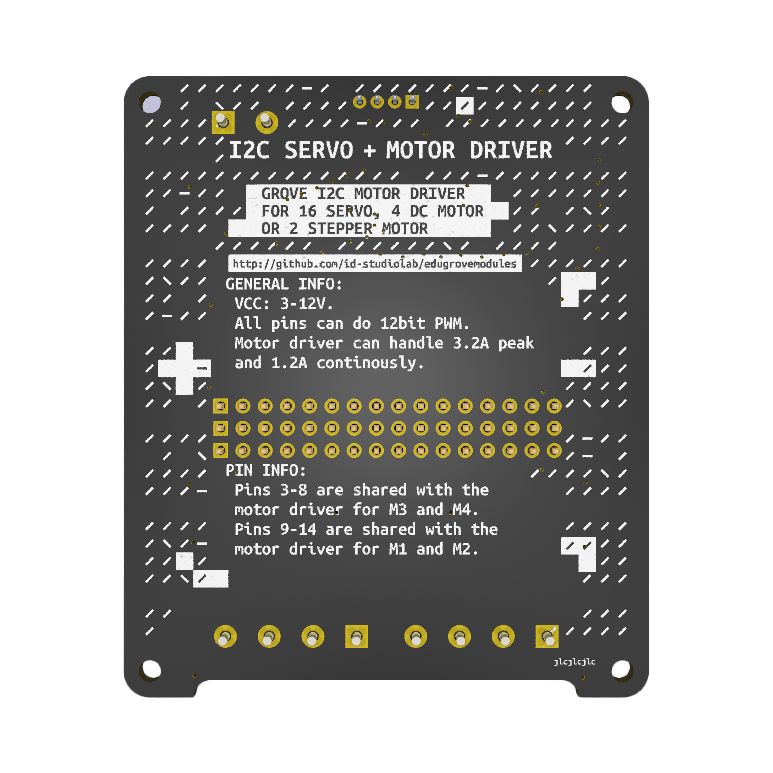 I2C SERVO + MOTOR DRIVER
GROVE I2C MOTOR DRIVER
FOR 16 SERVO, 4 DC MOTOR
OR 2 STEPPER MOTOR
http://github.com/id-studiolab/edugrovemodules
GENERAL INFO:
VCC: 3-12V.
All pins can do 12bit PWM.
Motor driver can handle 3.2A peak
and 1.2A continously.
PIN INFO:
Pins 3-8 are shared with the
motor driver for M3 and M4.
Pins 9-14 are shared with the
motor driver for M1 and M2.
jlcjlcjlc